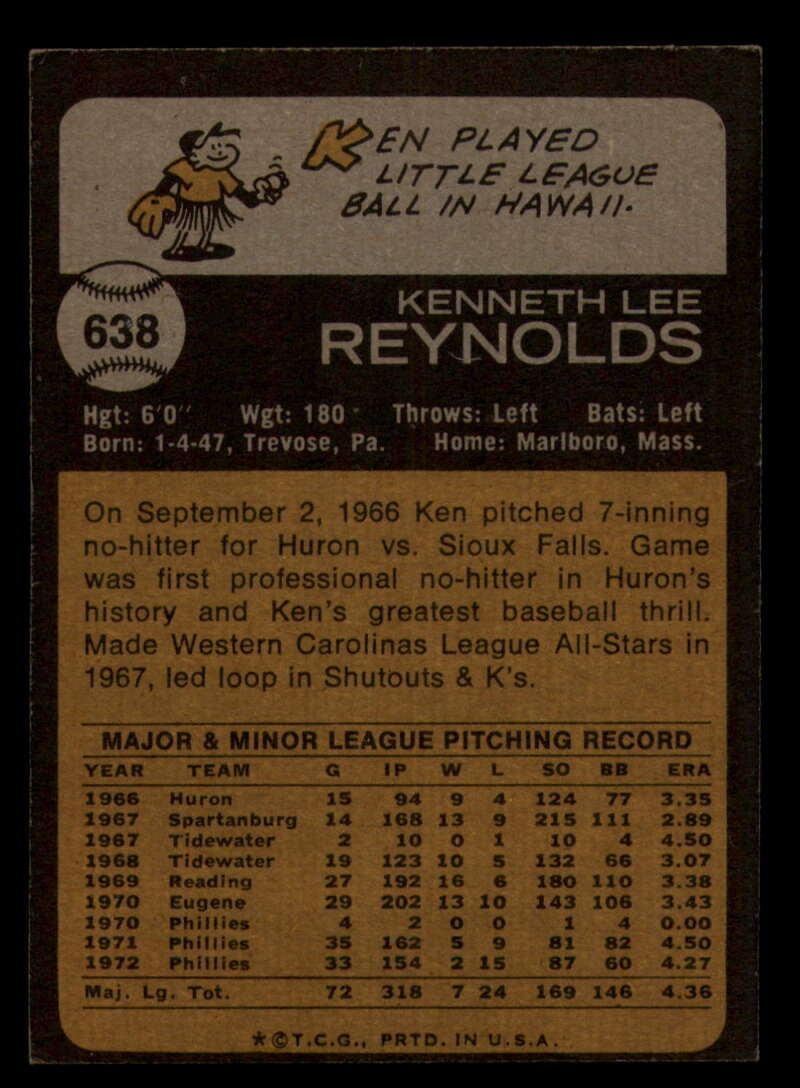 KEN PLAYED
LITTLE LEAGUE
BALL IN HAWAII.
638
KENNETH LEE
REYNOLDS
Hgt: 6'0" Wgt: 180 Throws: Left Bats: Left
Born: 1-4-47, Trevose, Pa. Home: Marlboro, Mass.
On September 2, 1966 Ken pitched 7-inning
no-hitter for Huron vs. Sioux Falls. Game
was first professional no-hitter in Huron's
history and Ken's greatest baseball thrill.
Made Western Carolinas League All-Stars in
1967, led loop in Shutouts & K's.
MAJOR & MINOR LEAGUE PITCHING RECORD
YEAR TEAM G IP W L SO BB ERA
1966 Huron 15 94 9 4 124 77 3.35
1967 Spartanburg 14 168 13 9 215 111 2.89
1967 Tidewater 2 10 0 1 10 4 4.50
1968 Tidewater 19 123 10 5 132 66 3.07
1969 Reading 27 192 16 6 180 110 3.38
1970 Eugene 29 202 13 10 143 106 3.43
1970 Phillies 4 2 0 0 1 4 0.00
1971 Phillies 35 162 5 9 81 82 4.50
1972 Phillies 33 154 2 15 87 60 4.27
Maj. Lg. Tot. 72 318 7 24 169 146 4.36
*©T.C.G., PRTD. IN U.S.A.